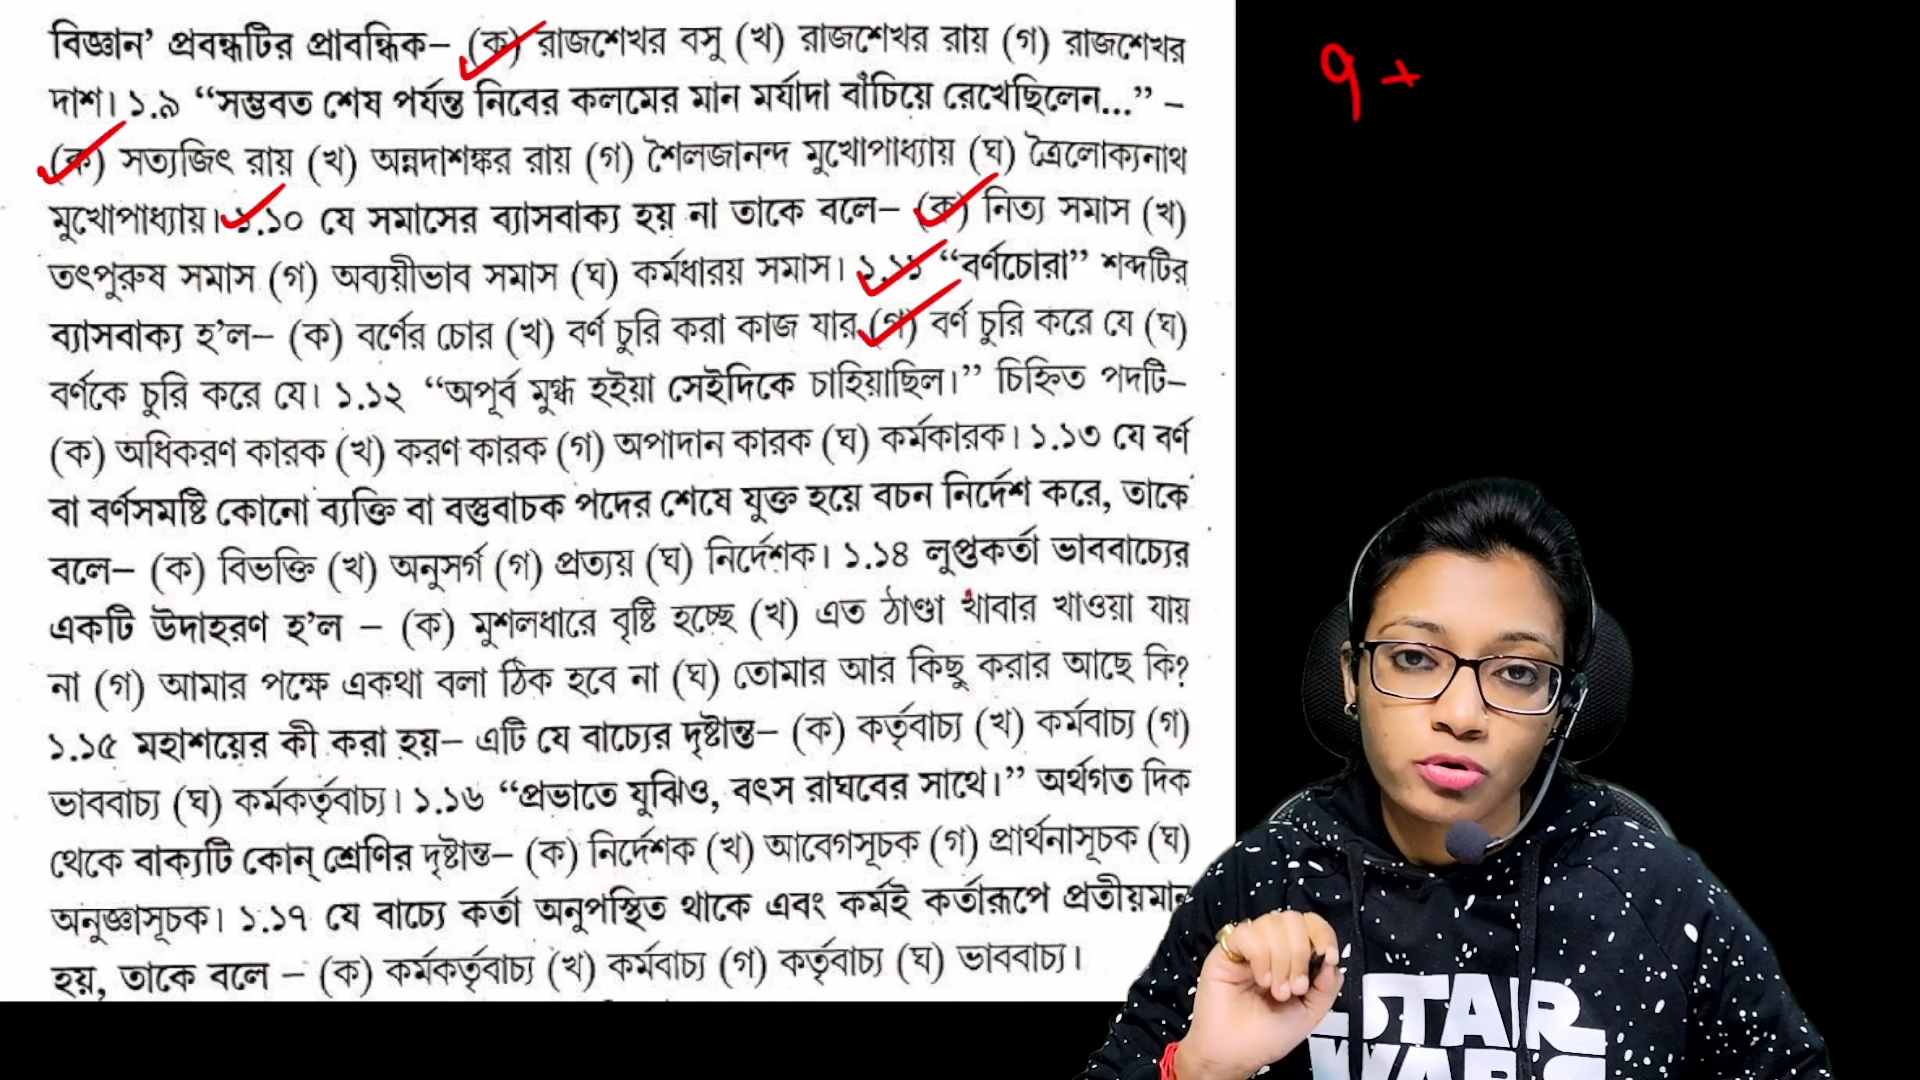 বিজ্ঞান’ প্রবন্ধটির প্রাবন্ধিক– (ক) রাজশেখর বসু (খ) রাজশেখর রায় (গ) রাজশেখর
দাশ। ১.৯ “সম্ভবত শেষ পর্যন্ত নিবের কলমের মান মর্যাদা বাঁচিয়ে রেখেছিলেন...” –
(ক) সত্যজিৎ রায় (খ) অন্নদাশঙ্কর রায় (গ) শৈলজানন্দ মুখোপাধ্যায় (ঘ) ত্রৈলোক্যনাথ
মুখোপাধ্যায়। ১.১০ যে সমাসের ব্যাসবাক্য হয় না তাকে বলে– (ক) নিত্য সমাস (খ)
তৎপুরুষ সমাস (গ) অব্যয়ীভাব সমাস (ঘ) কর্মধারয় সমাস। ১.১১ “বর্ণচোরা” শব্দটির
ব্যাসবাক্য হ’ল– (ক) বর্ণের চোর (খ) বর্ণ চুরি করা কাজ যার (গ) বর্ণ চুরি করে যে (ঘ)
বর্ণকে চুরি করে যে। ১.১২ “অপূর্ব মুগ্ধ হইয়া সেইদিকে চাহিয়াছিল।” চিহ্নিত পদটি–
(ক) অধিকরণ কারক (খ) করণ কারক (গ) অপাদান কারক (ঘ) কর্মকারক। ১.১৩ যে বর্ণ
বা বর্ণসমষ্টি কোনো ব্যক্তি বা বস্তুবাচক পদের শেষে যুক্ত হয়ে বচন নির্দেশ করে, তাকে
বলে– (ক) বিভক্তি (খ) অনুসর্গ (গ) প্রত্যয় (ঘ) নির্দেশক। ১.১৪ লুপ্তকর্তা ভাববাচ্যের
একটি উদাহরণ হ’ল – (ক) মুশলধারে বৃষ্টি হচ্ছে (খ) এত ঠাণ্ডা খাবার খাওয়া যায়
না (গ) আমার পক্ষে একথা বলা ঠিক হবে না (ঘ) তোমার আর কিছু করার আছে কি?
১.১৫ মহাশয়ের কী করা হয়– এটি যে বাচ্যের দৃষ্টান্ত– (ক) কর্তৃবাচ্য (খ) কর্মবাচ্য (গ)
ভাববাচ্য (ঘ) কর্মকর্তৃবাচ্য। ১.১৬ “প্রভাতে যুঝিও, বৎস রাঘবের সাথে।” অর্থগত দিক
থেকে বাক্যটি কোন্ শ্রেণির দৃষ্টান্ত– (ক) নির্দেশক (খ) আবেগসূচক (গ) প্রার্থনাসূচক (ঘ)
অনুজ্ঞাসূচক। ১.১৭ যে বাচ্যে কর্তা অনুপস্থিত থাকে এবং কর্মই কর্তারূপে প্রতীয়মান
হয়, তাকে বলে – (ক) কর্মকর্তৃবাচ্য (খ) কর্মবাচ্য (গ) কর্তৃবাচ্য (ঘ) ভাববাচ্য।
9 +
STAR
WARS